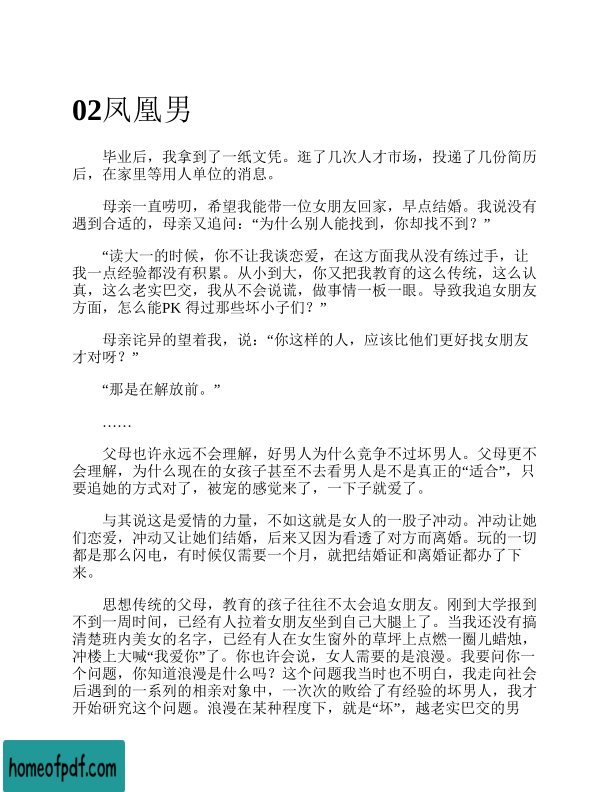 02凤凰男
毕业后，我拿到了一纸文凭。逛了几次人才市场，投递了几份简历
后，在家里等用人单位的消息。
母亲一直唠叨，希望我能带一位女朋友回家，早点结婚。我说没有
遇到合适的，母亲又追问：“为什么别人能找到，你却找不到？”
“读大一的时候，你不让我谈恋爱，在这方面我从没有练过手，让
我一点经验都没有积累。从小到大，你又把我教育的这么传统，这么认
真，这么老实巴交，我从不会说谎，做事情一板一眼。导致我追女朋友
方面，怎么能PK 得过那些坏小子们？”
母亲诧异的望着我，说：“你这样的人，应该比他们更好找女朋友
才对呀？”
“那是在解放前。”
……
父母也许永远不会理解，好男人为什么竞争不过坏男人。父母更不
会理解，为什么现在的女孩子甚至不去看男人是不是真正的“适合”，只
要追她的方式对了，被宠的感觉来了，一下子就爱了。
与其说这是爱情的力量，不如这就是女人的一股子冲动。冲动让她
们恋爱，冲动又让她们结婚，后来又因为看透了对方而离婚。玩的一切
都是那么闪电，有时候仅需要一个月，就把结婚证和离婚证都办了下
来。
思想传统的父母，教育的孩子往往不太会追女朋友。刚到大学报到
不到一周时间，已经有人拉着女朋友坐到自己大腿上了。当我还没有搞
清楚班内美女的名字，已经有人在女生窗外的草坪上点燃一圈儿蜡烛，
冲楼上大喊“我爱你”了。你也许会说，女人需要的是浪漫。我要问你一
个问题，你知道浪漫是什么吗？这个问题我当时也不明白，我走向社会
后遇到的一系列的相亲对象中，一次次的败给了有经验的坏男人，我才
开始研究这个问题。浪漫在某种程度下，就是“坏”，越老实巴交的男
homeofpdf.com